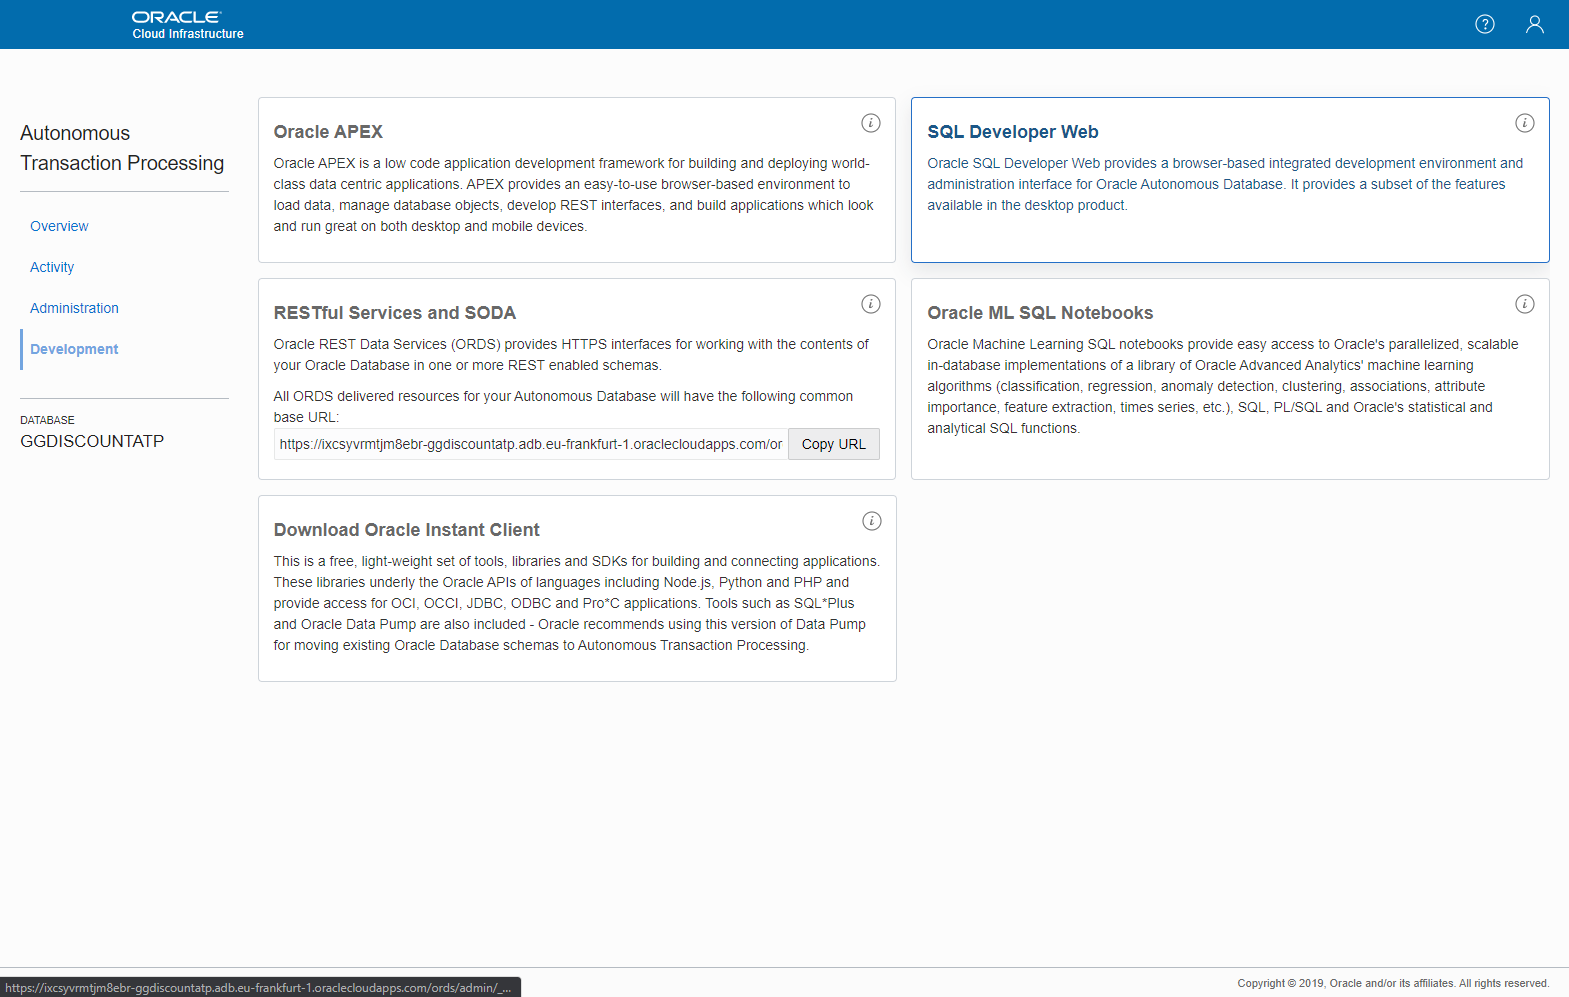 ORACLE
Cloud Infrastructure
Autonomous
Transaction Processing
Overview
Activity
Administration
Development
DATABASE
GGDISCOUNTATP
Oracle APEX
Oracle APEX is a low code application development framework for building and deploying world-
class data centric applications. APEX provides an easy-to-use browser-based environment to
load data, manage database objects, develop REST interfaces, and build applications which look
and run great on both desktop and mobile devices.
SQL Developer Web
Oracle SQL Developer Web provides a browser-based integrated development environment and
administration interface for Oracle Autonomous Database. It provides a subset of the features
available in the desktop product.
RESTful Services and SODA
Oracle REST Data Services (ORDS) provides HTTPS interfaces for working with the contents of
your Oracle Database in one or more REST enabled schemas.
All ORDS delivered resources for your Autonomous Database will have the following common
base URL:
https://ixcsyvrmtjm8ebr-ggdiscountatp.adb.eu-frankfurt-1.oraclecloudapps.com/or
Copy URL
Oracle ML SQL Notebooks
Oracle Machine Learning SQL notebooks provide easy access to Oracle's parallelized, scalable
in-database implementations of a library of Oracle Advanced Analytics' machine learning
algorithms (classification, regression, anomaly detection, clustering, associations, attribute
importance, feature extraction, times series, etc.), SQL, PL/SQL and Oracle's statistical and
analytical SQL functions.
Download Oracle Instant Client
This is a free, light-weight set of tools, libraries and SDKs for building and connecting applications.
These libraries underly the Oracle APIs of languages including Node.js, Python and PHP and
provide access for OCI, OCCI, JDBC, ODBC and Pro*C applications. Tools such as SQL*Plus
and Oracle Data Pump are also included - Oracle recommends using this version of Data Pump
for moving existing Oracle Database schemas to Autonomous Transaction Processing.
https://ixcsyvrmtjm8ebr-ggdiscountatp.adb.eu-frankfurt-1.oraclecloudapps.com/ords/admin/_...
Copyright © 2019, Oracle and/or its affiliates. All rights reserved.